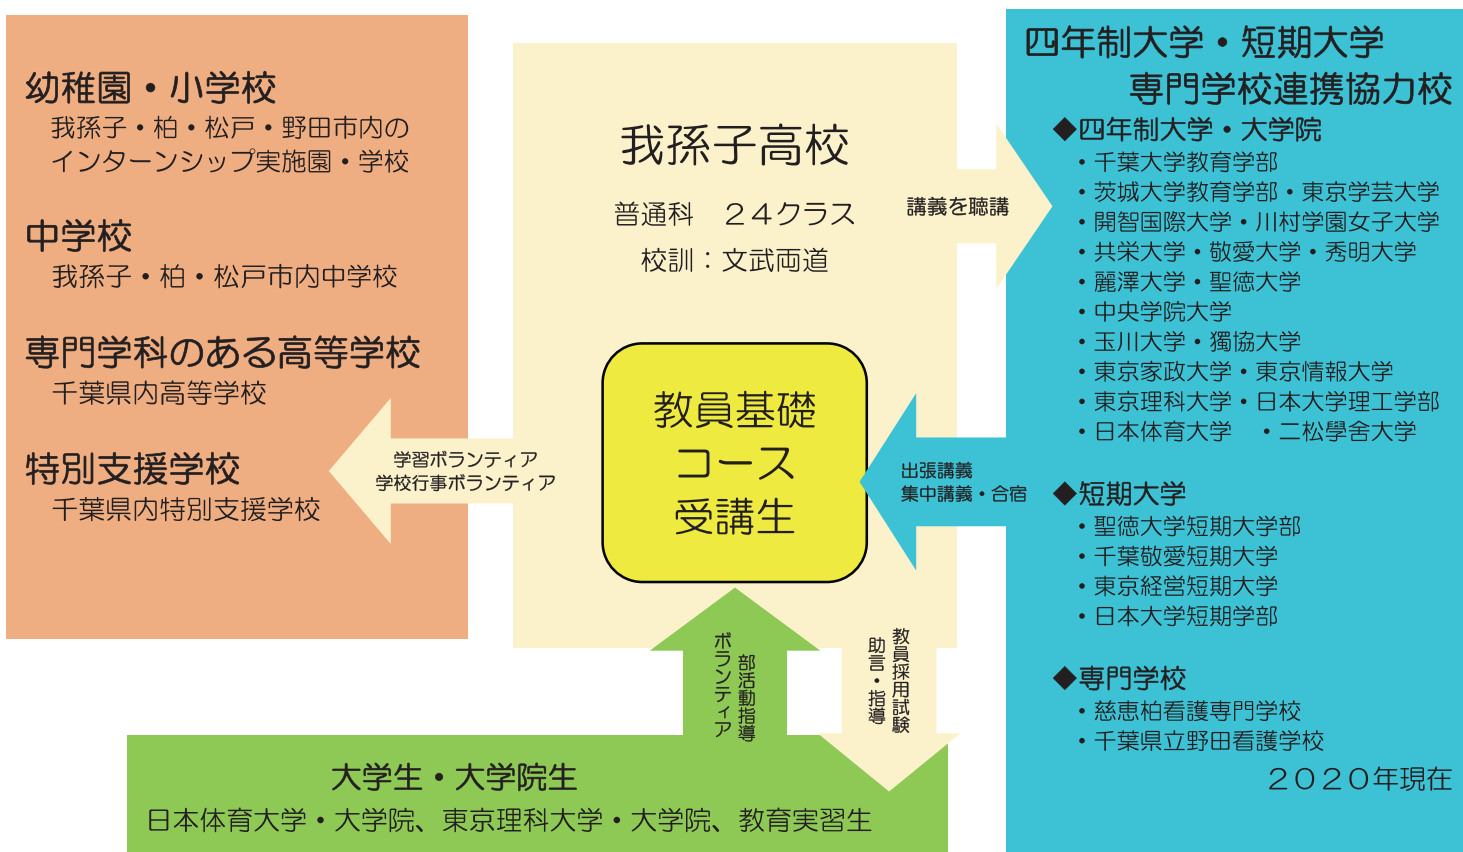 幼稚園・小学校
我孫子・柏・松戸・野田市内の
インターンシップ実施園・学校
中学校
我孫子・柏・松戸市内中学校
専門学科のある高等学校
千葉県内高等学校
特別支援学校
千葉県内特別支援学校
我孫子高校
普通科　２４クラス
校訓：文武両道
教員基礎
コース
受講生
講義を聴講
学習ボランティア
学校行事ボランティア
出張講義
集中講義・合宿
部活動指導
ボランティア
教員採用試験
助言・指導
大学生・大学院生
日本体育大学・大学院、東京理科大学・大学院、教育実習生
四年制大学・短期大学
専門学校連携協力校
◆四年制大学・大学院
・千葉大学教育学部
・茨城大学教育学部・東京学芸大学
・開智国際大学・川村学園女子大学
・共栄大学・敬愛大学・秀明大学
・麗澤大学・聖徳大学
・中央学院大学
・玉川大学・獨協大学
・東京家政大学・東京情報大学
・東京理科大学・日本大学理工学部
・日本体育大学　・二松學舎大学
◆短期大学
・聖徳大学短期大学部
・千葉敬愛短期大学
・東京経営短期大学
・日本大学短期学部
◆専門学校
・慈恵柏看護専門学校
・千葉県立野田看護学校
２０２０年現在